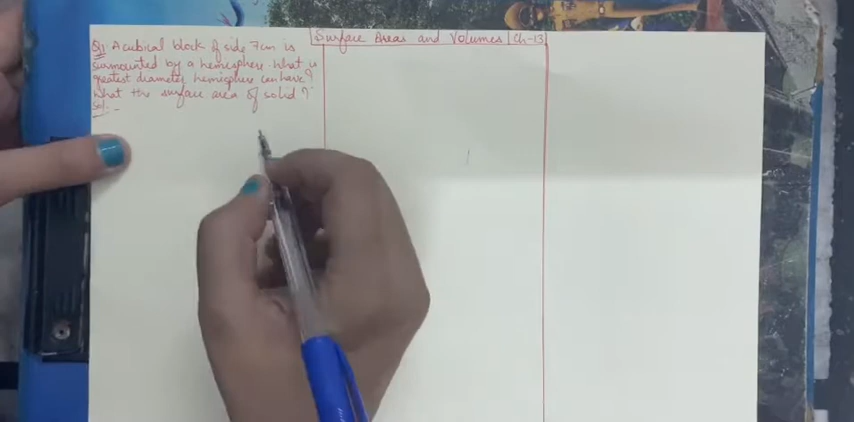 Surface Areas and Volumes Ch-13
Q1 A cubical block of side 7cm is
surmounted by a hemisphere. What is
greatest diameter hemisphere can have?
What the surface area of solid?
Sol:-